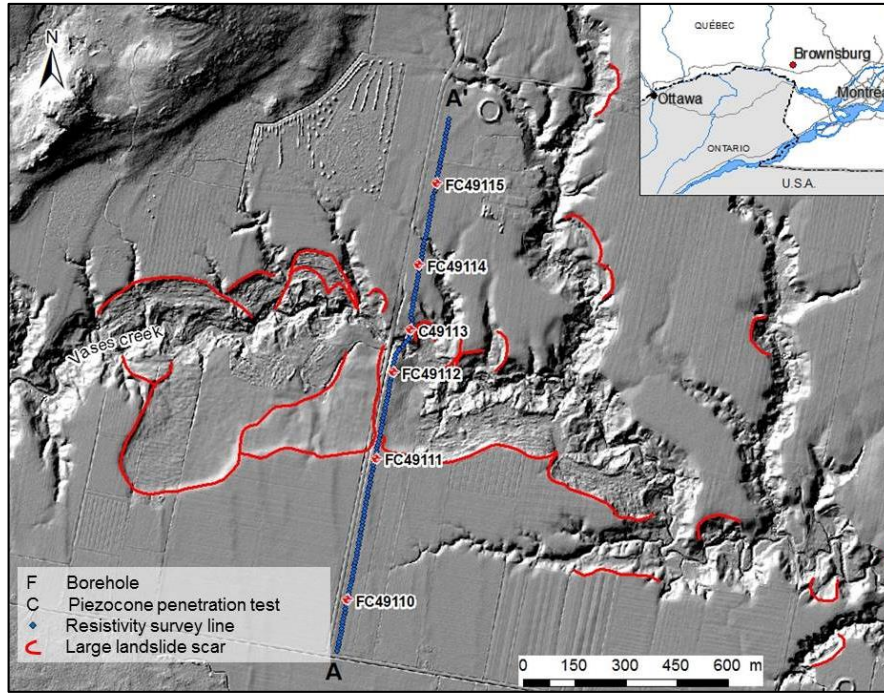 N
QUÉBEC
Brownsburg
Ottawa
Montréa
ONTARIO
U.S.A.
A'
FC49115
FC49114
C49113
Vases creek
FC49112
FC49111
FC49110
A
F Borehole
C Piezocone penetration test
Resistivity survey line
Large landslide scar
0 150 300 450 600 m